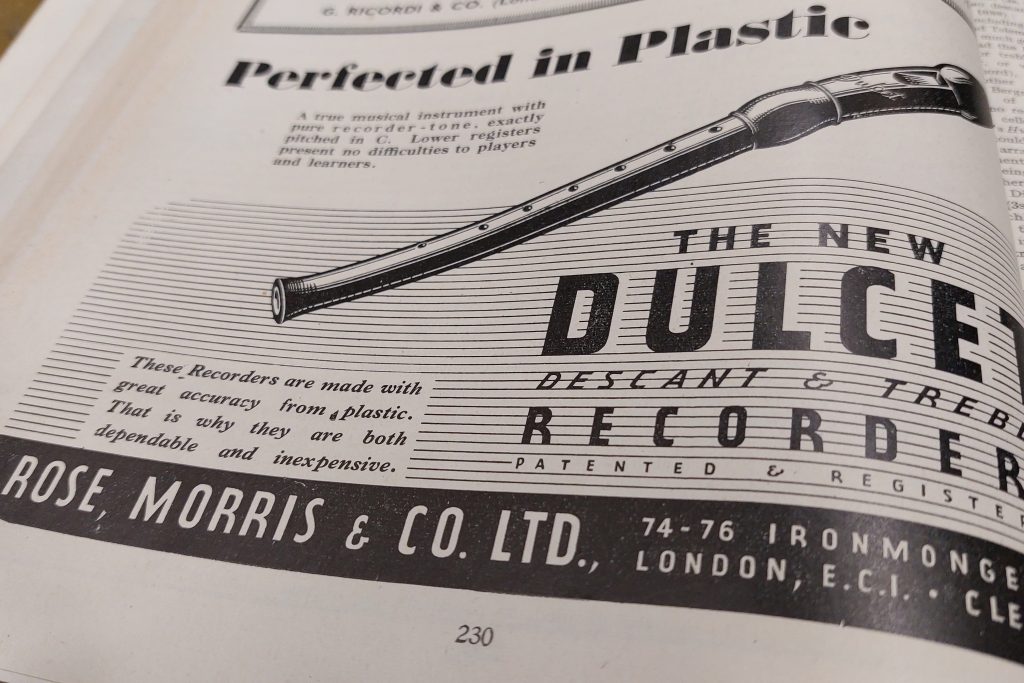 G. RICORDI & CO.
Perfected in Plastic
A true musical instrument with
pure recorder-tone, exactly
pitched in C. Lower registers
present no difficulties to players
and learners.
THE NEW
DULCET
DESCANT & TREB
RECORDER
PATENTED & REGISTE
These Recorders are made with
great accuracy from plastic.
That is why they are both
dependable and inexpensive.
ROSE, MORRIS & CO. LTD.,
74-76 IRONMONGE
LONDON, E.C.I. • CLE
230